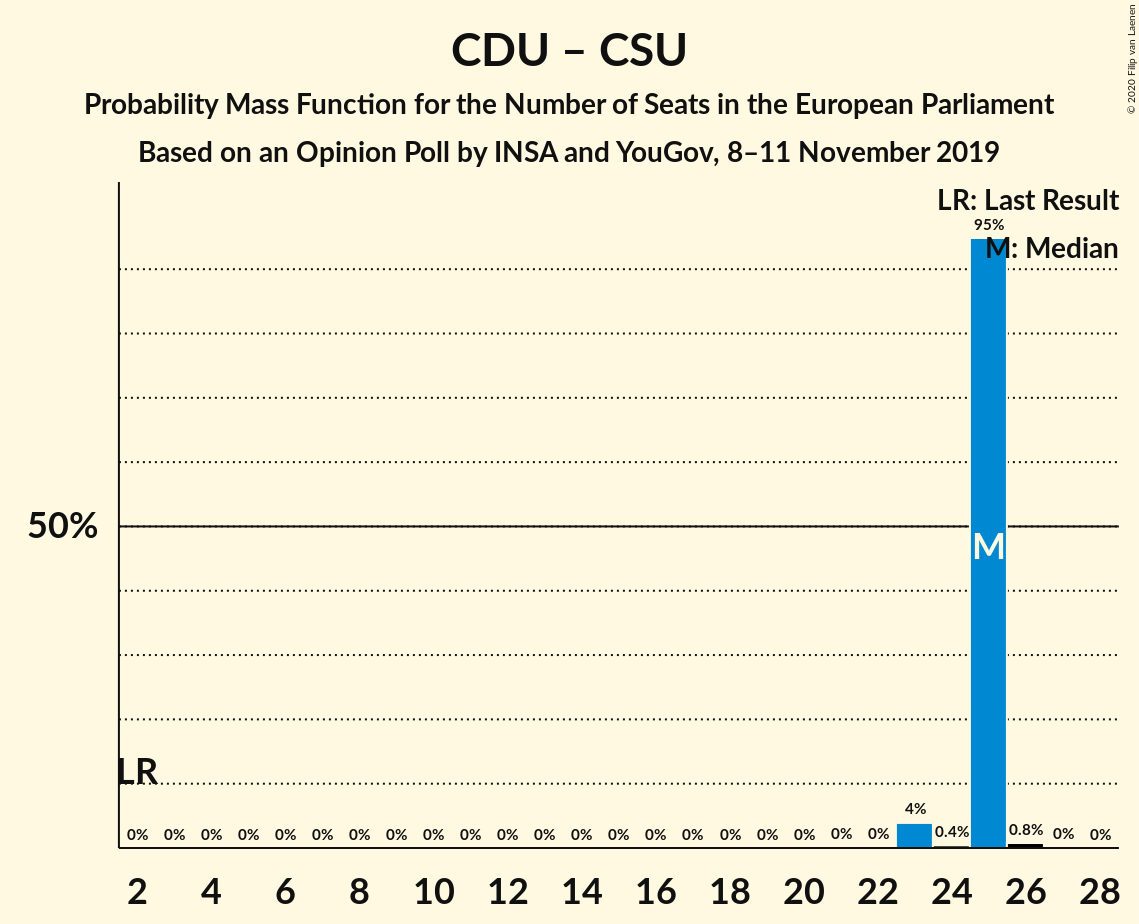 CDU – CSU
Probability Mass Function for the Number of Seats in the European Parliament
Based on an Opinion Poll by INSA and YouGov, 8–11 November 2019
© 2020 Filip van Laenen
LR: Last Result
95%
M: Median
50%
M
LR
4%
0% 0% 0% 0% 0% 0% 0% 0% 0% 0% 0% 0% 0% 0% 0% 0% 0% 0% 0% 0% 0% 0.4% 0.8% 0% 0%
2 4 6 8 10 12 14 16 18 20 22 24 26 28